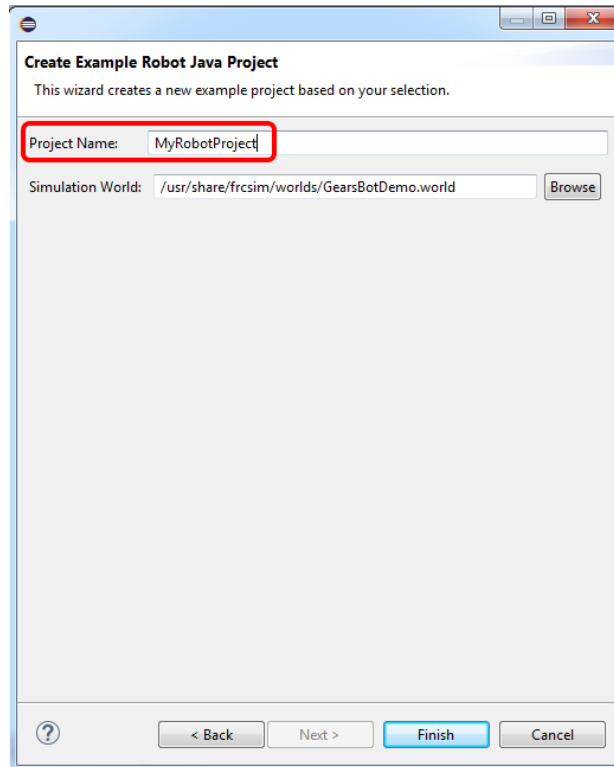 Create Example Robot Java Project
This wizard creates a new example project based on your selection.
Project Name: MyRobotProject
Simulation World: /usr/share/frcsim/worlds/GearsBotDemo.world Browse
? < Back Next > Finish Cancel